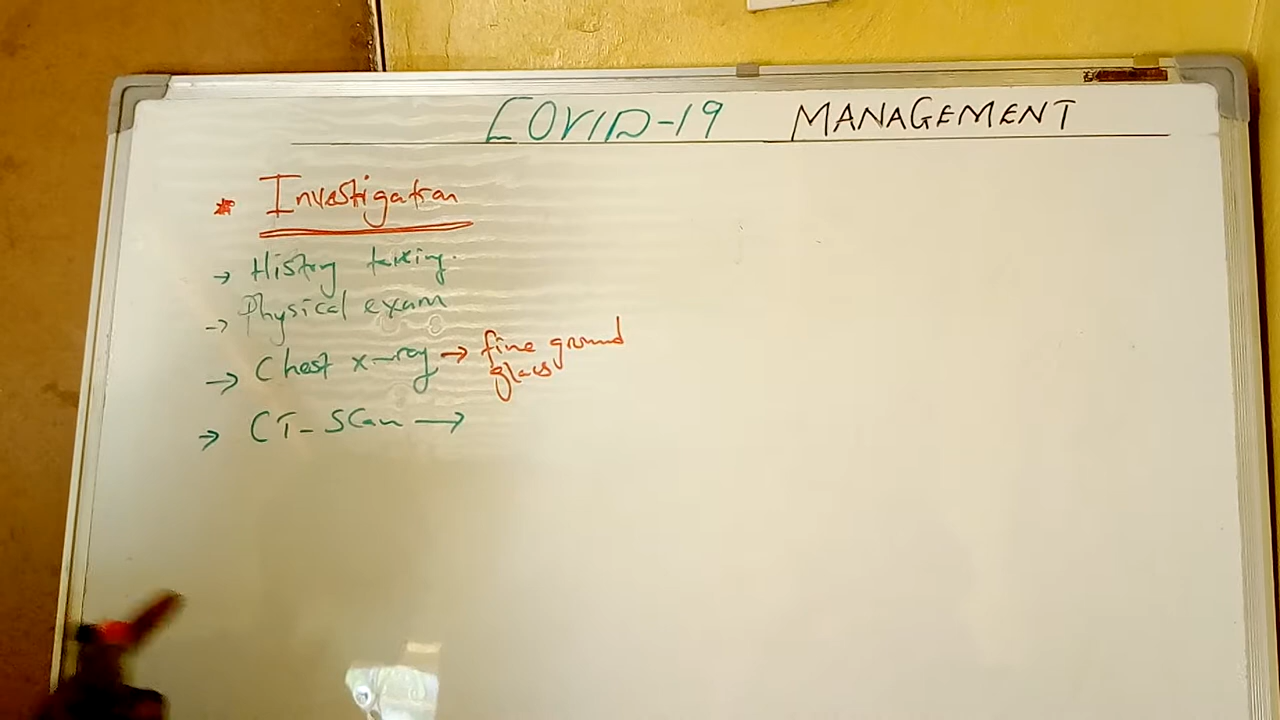 COVID-19 MANAGEMENT
* Investigation
→ History taking.
→ Physical exam
→ Chest x-ray → fine ground
glass
→ CT-Scan →